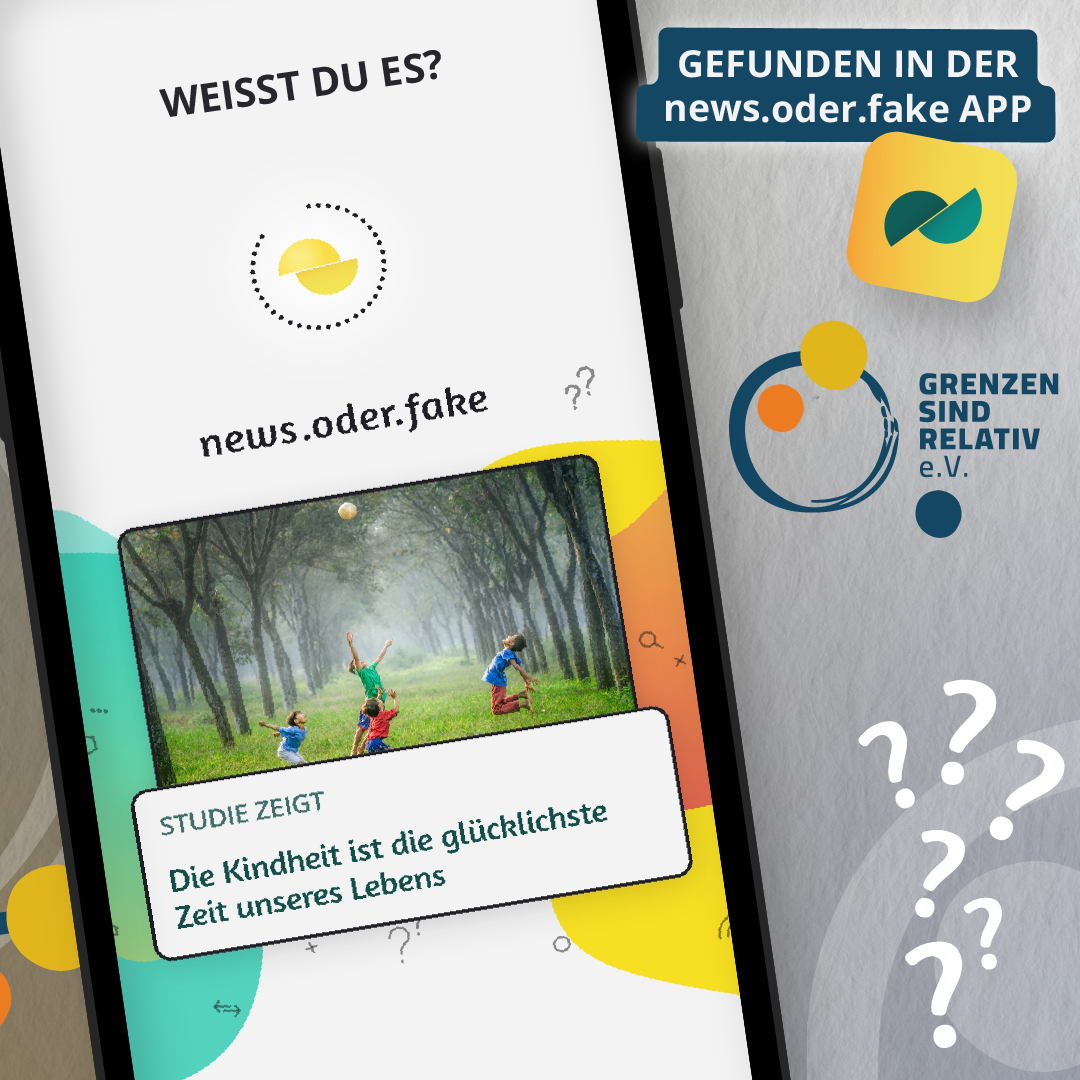 WEISST DU ES?
GEFUNDEN IN DER
news.oder.fake APP
GRENZEN
SIND
RELATIV
e.V.
news.oder.fake
STUDIE ZEIGT
Die Kindheit ist die glücklichste
Zeit unseres Lebens